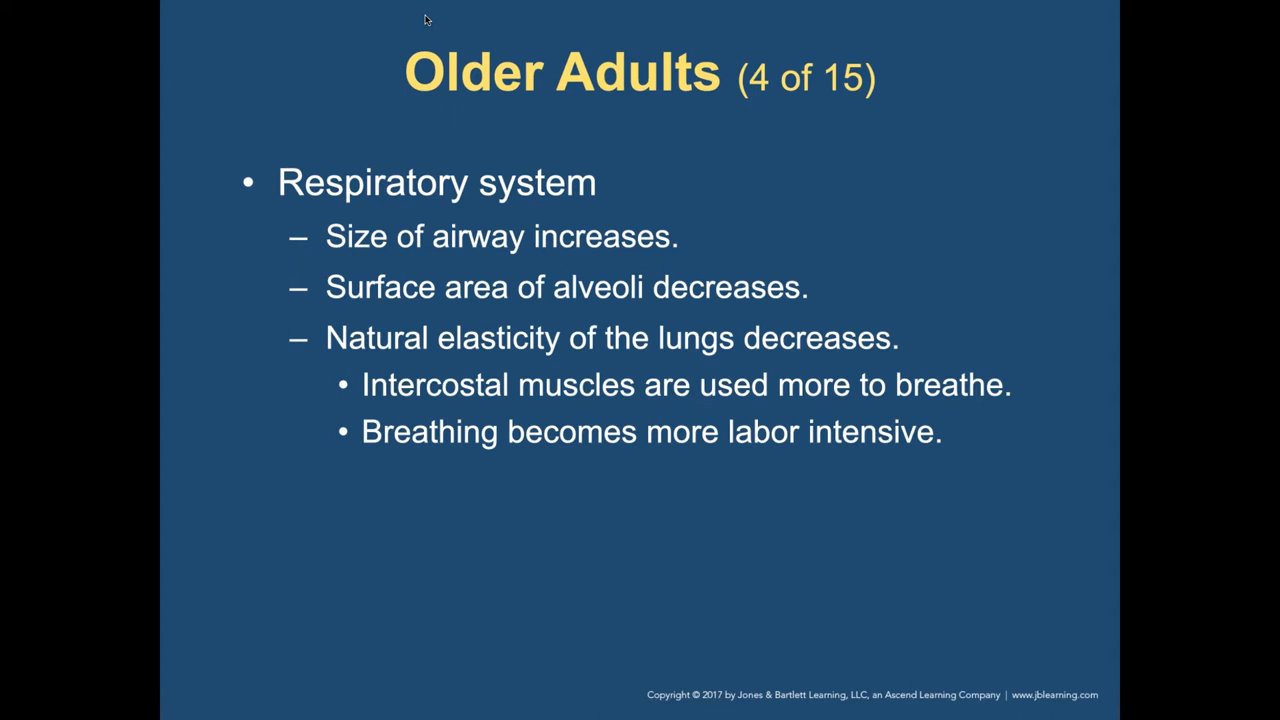 Older Adults (4 of 15)
• Respiratory system
– Size of airway increases.
– Surface area of alveoli decreases.
– Natural elasticity of the lungs decreases.
• Intercostal muscles are used more to breathe.
• Breathing becomes more labor intensive.
Copyright © 2017 by Jones & Bartlett Learning, LLC, an Ascend Learning Company | www.jblearning.com